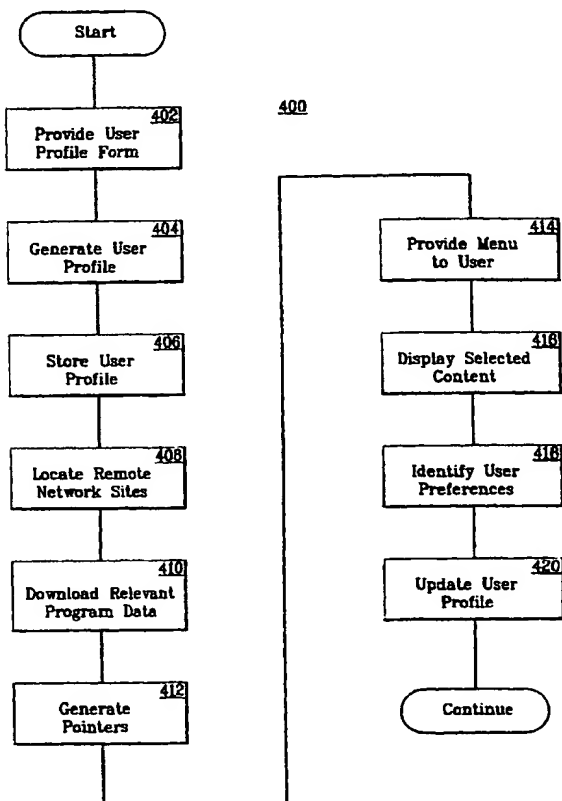 Start
400
402
Provide User
Profile Form
404
Generate User
Profile
406
Store User
Profile
408
Locate Remote
Network Sites
410
Download Relevant
Program Data
412
Generate
Pointers
414
Provide Menu
to User
416
Display Selected
Content
418
Identify User
Preferences
420
Update User
Profile
Continue